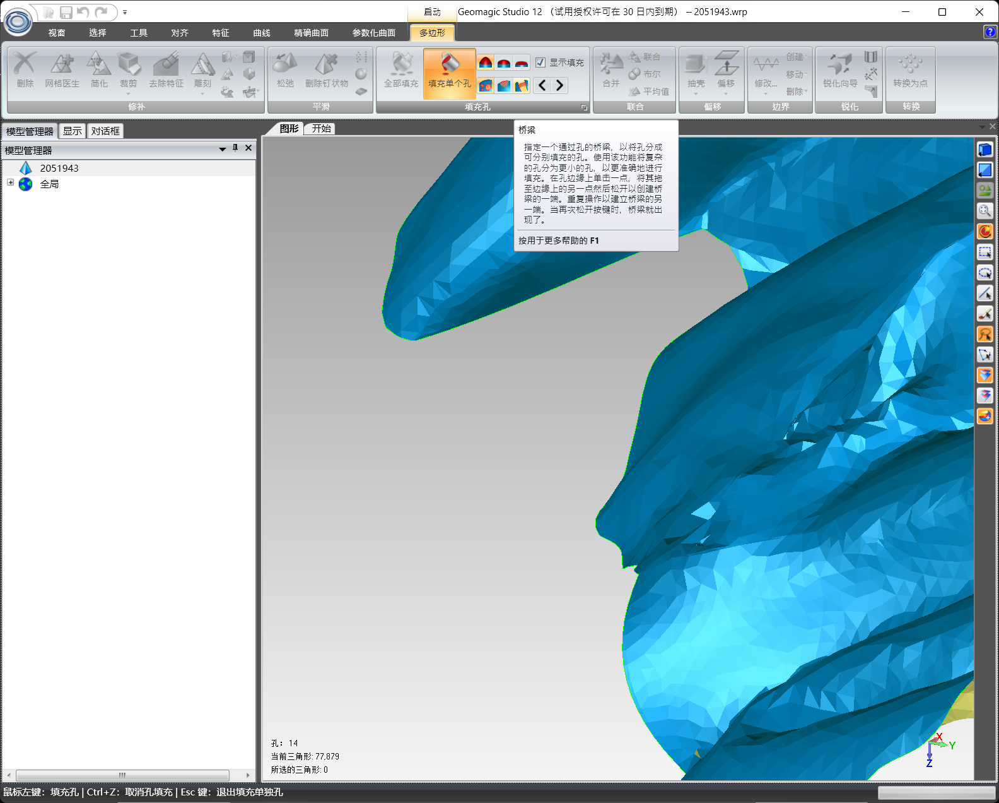 启动
Geomagic Studio 12 （试用授权许可在 30 日内到期） -- 2051943.wrp
视窗 选择 工具 对齐 特征 曲线 精确曲面 参数化曲面 多边形
删除 网格医生 简化 裁剪 去除特征 雕刻
修补
松弛 删除钉状物
平滑
全部填充 填充单个孔 显示填充
填充孔
合并 联合 布尔 平均值
联合
抽壳 偏移
偏移
修改... 创建 移动 删除
边界
锐化向导
锐化
转换为点
转换
模型管理器 显示 对话框
模型管理器
2051943
全局
图形 开始
桥梁
指定一个通过孔的桥梁，以将孔分成
可分别填充的孔。使用该功能将复杂
的孔分为更小的孔，以更准确地进行
填充。在孔边缘上单击一点，将其拖
至边缘上的另一点然后松开以创建桥
梁的一端。重复操作以建立桥梁的另
一端。当再次松开按键时，桥梁就出
现了。
按用于更多帮助的 F1
孔：14
当前三角形: 77,879
所选的三角形: 0
X
Y
Z
鼠标左键：填充孔 | Ctrl+Z：取消孔填充 | Esc 键：退出填充单独孔